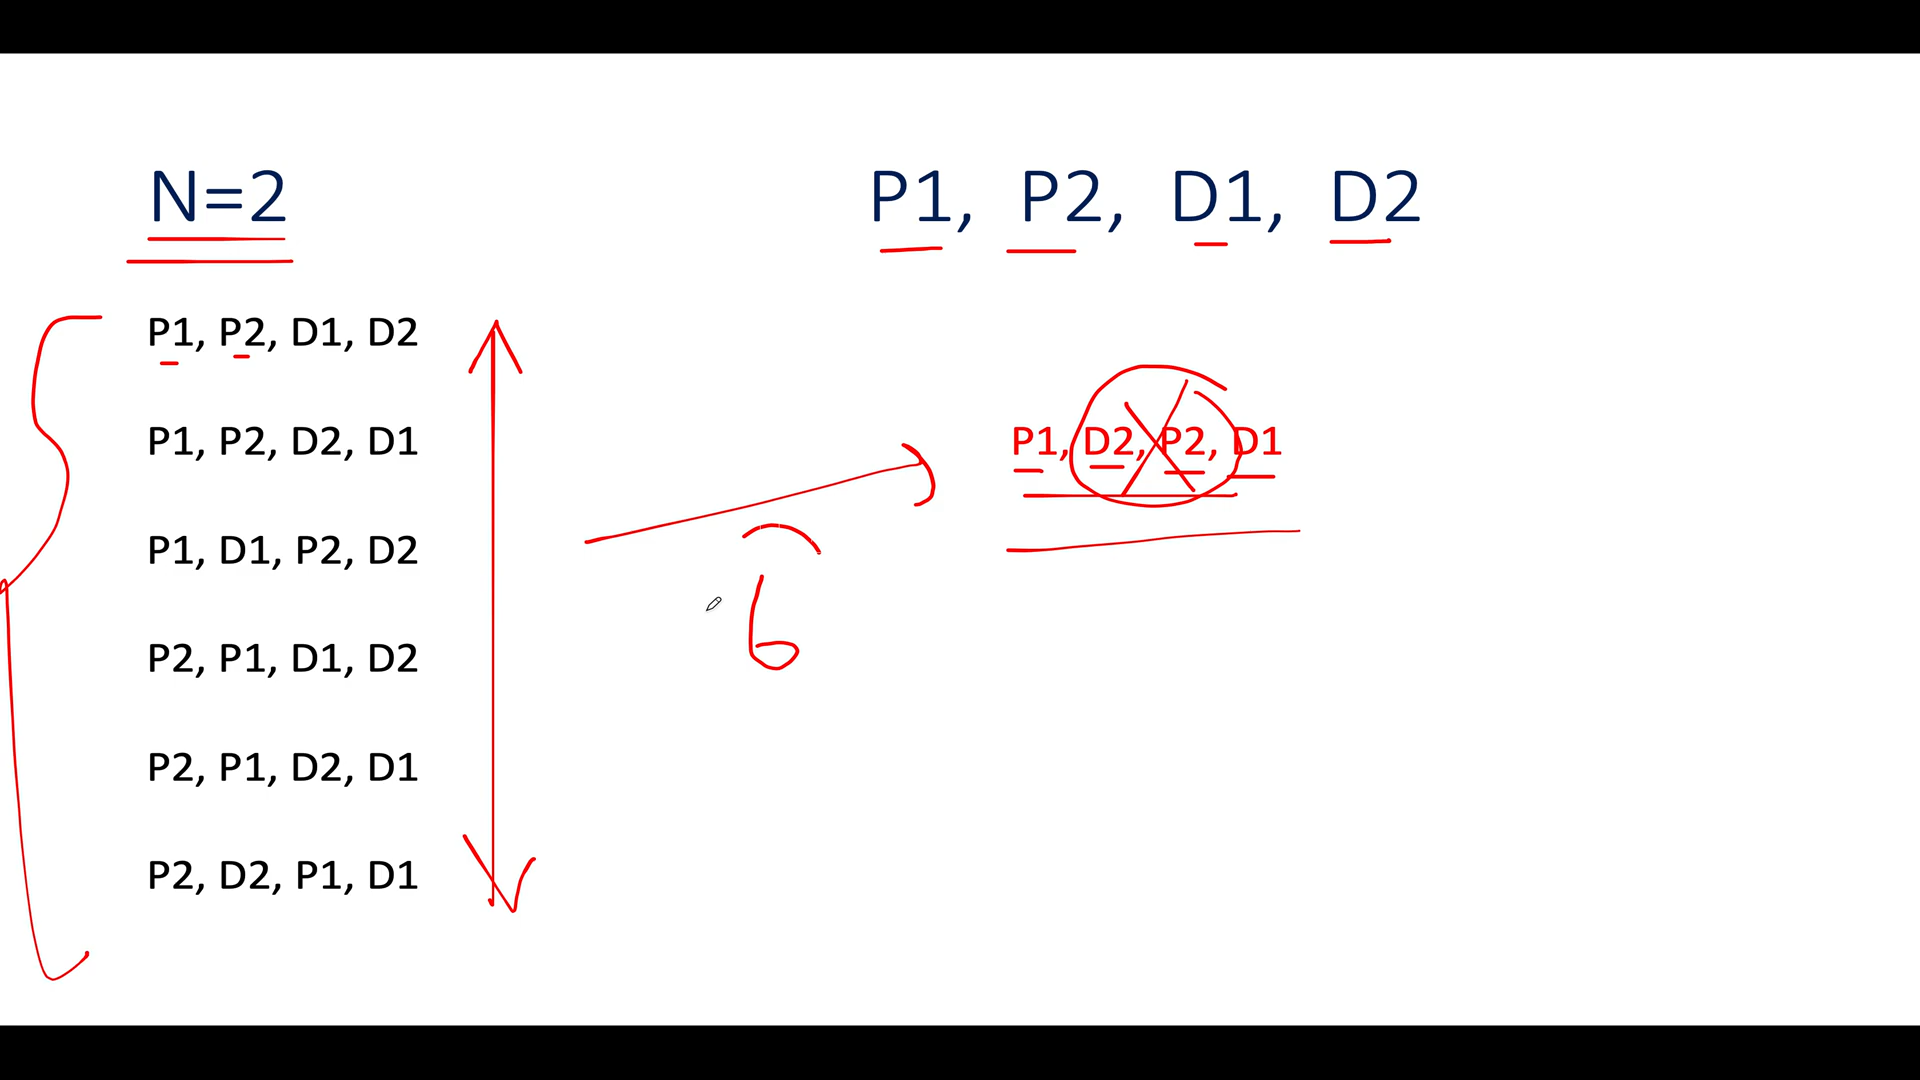 N=2
P1, P2, D1, D2
P1, P2, D1, D2
P1, P2, D2, D1
P1, D1, P2, D2
P2, P1, D1, D2
P2, P1, D2, D1
P2, D2, P1, D1
P1, D2, P2, D1
6